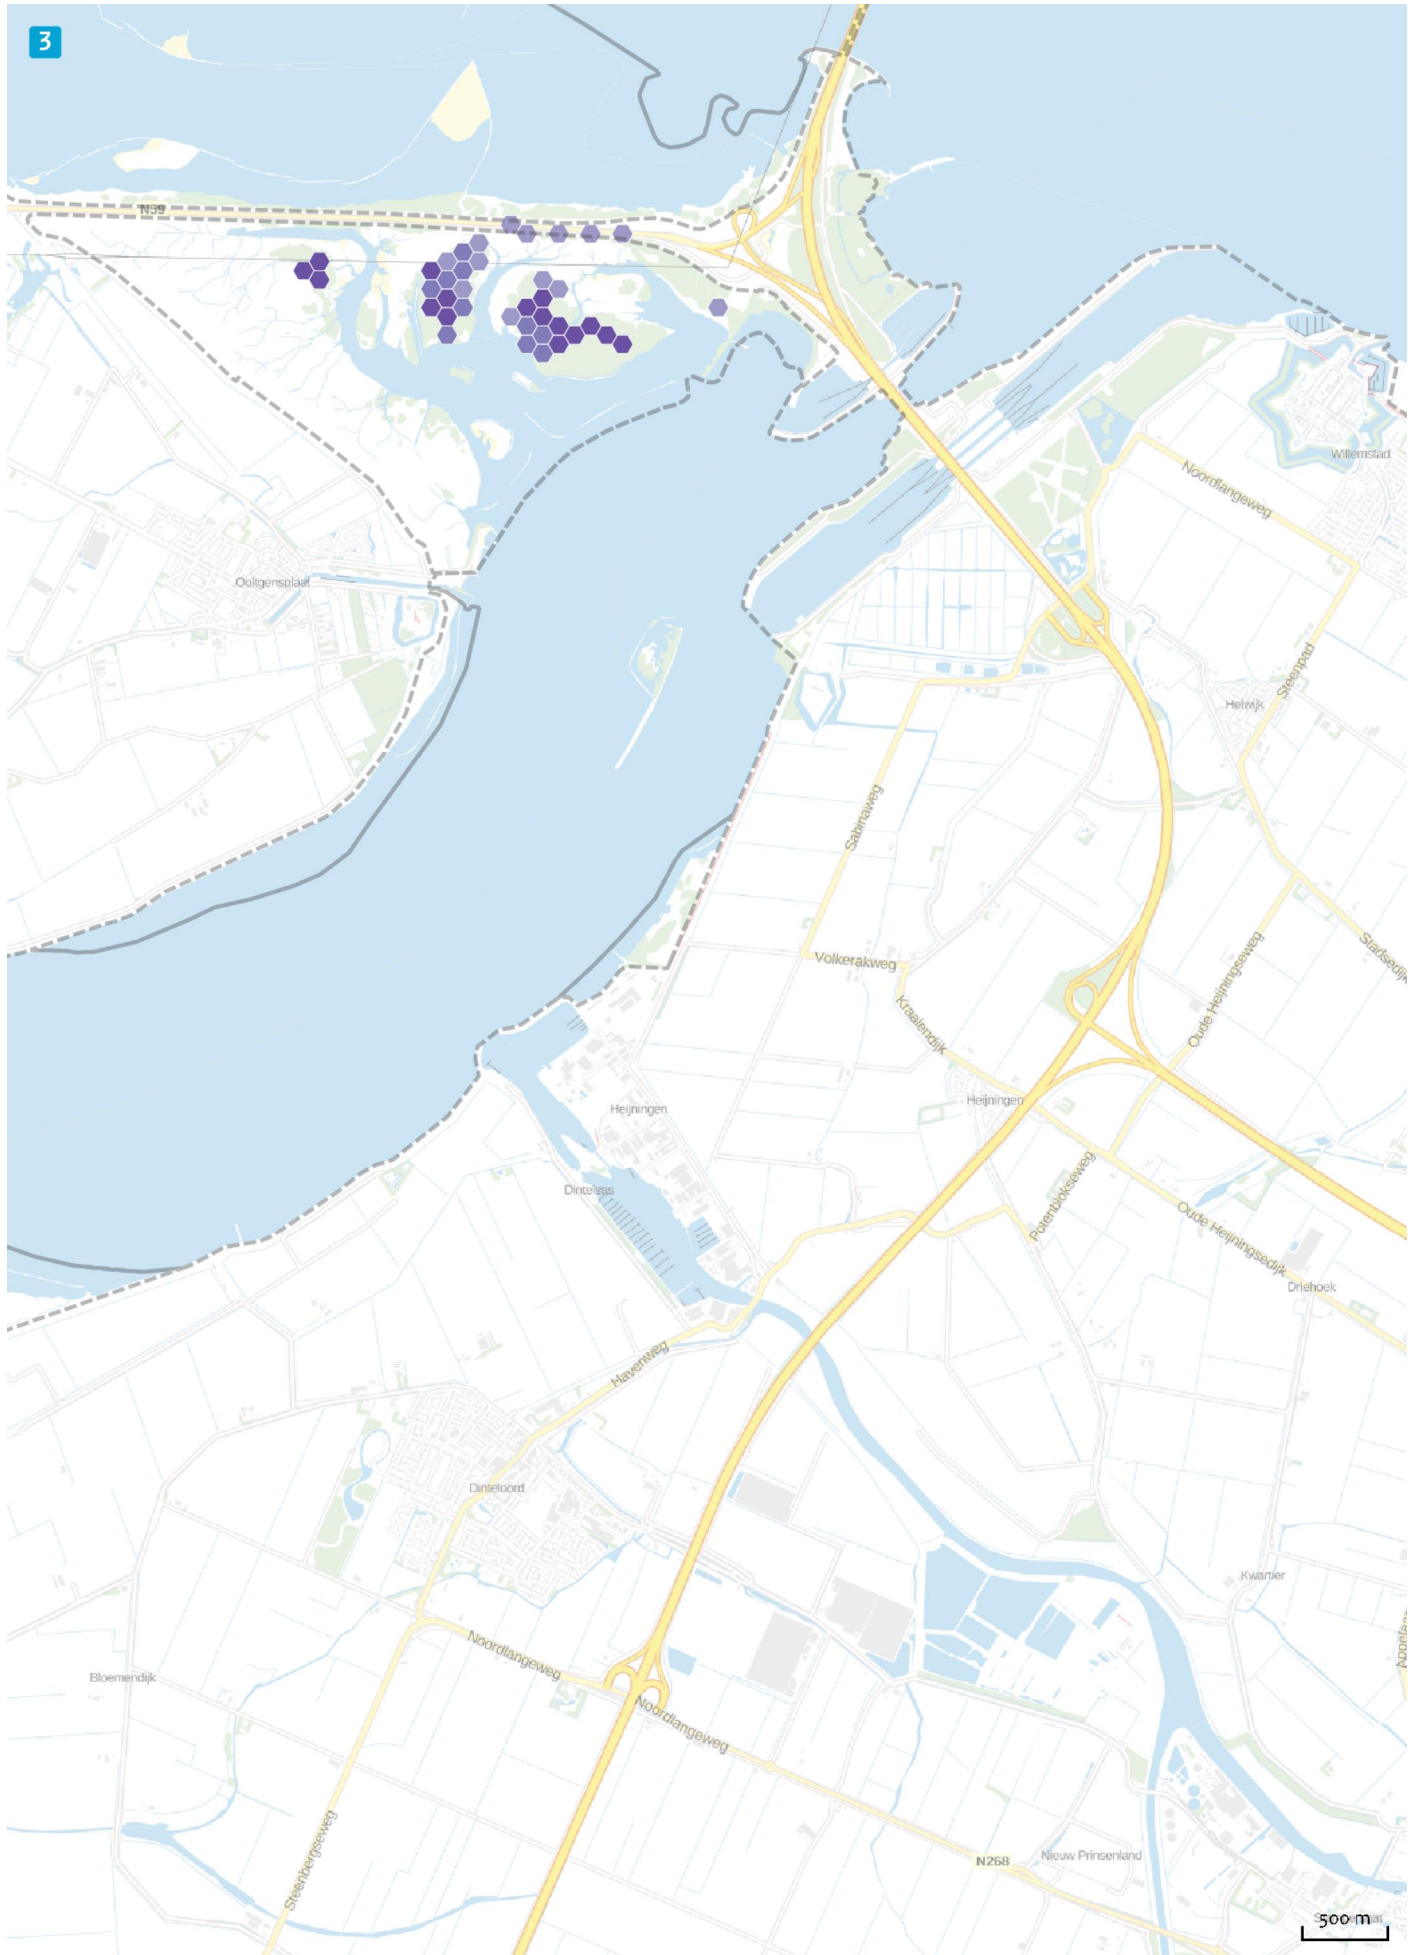 3
N59
Willemstad
Noordlangeweg
Ooltgensplaat
Steenpad
Helwijk
Sabinaweg
Volkerakweg
Stadsedijk
Oude Heijningseweg
Kraaiendijk
Heijningen
Heijningen
Dintelsas
Potenblokseweg
Oude Heijningsedijk
Driehoek
Havenweg
Dinteloord
Kwartier
Noordlangeweg
Bloemendijk
Noordlangeweg
Steenbergseweg
N268
Nieuw Prinsenland
500 m